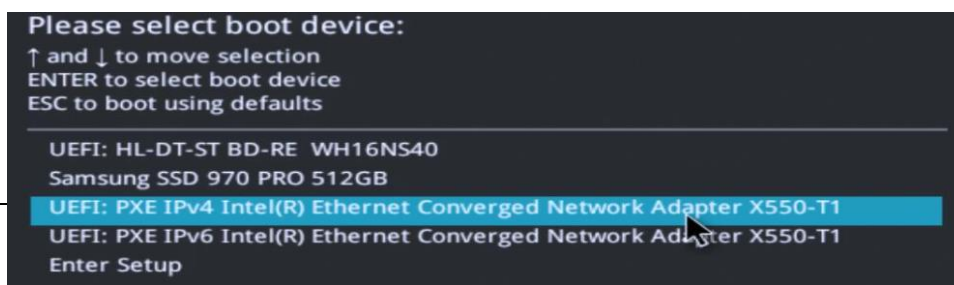 Please select boot device:
↑ and ↓ to move selection
ENTER to select boot device
ESC to boot using defaults
UEFI: HL-DT-ST BD-RE WH16NS40
Samsung SSD 970 PRO 512GB
UEFI: PXE IPv4 Intel(R) Ethernet Converged Network Adapter X550-T1
UEFI: PXE IPv6 Intel(R) Ethernet Converged Network Adapter X550-T1
Enter Setup